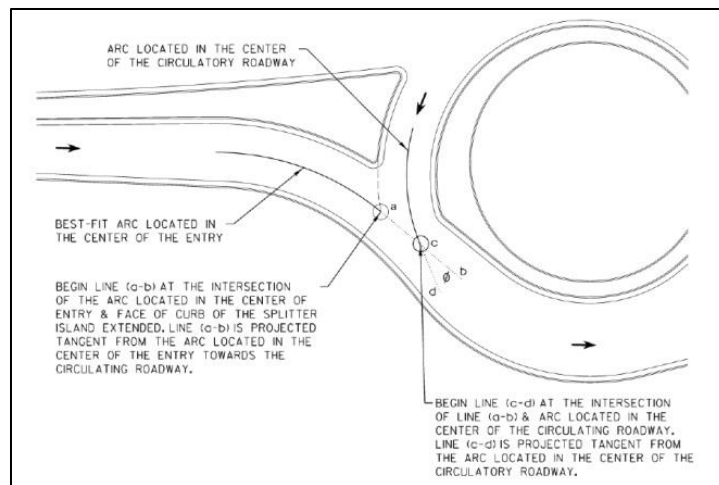 ARC LOCATED IN THE CENTER
OF THE CIRCULATORY ROADWAY
a
BEST-FIT ARC LOCATED IN
THE CENTER OF THE ENTRY
c
b
Ø
d
BEGIN LINE (a-b) AT THE INTERSECTION
OF THE ARC LOCATED IN THE CENTER OF
ENTRY & FACE OF CURB OF THE SPLITTER
ISLAND EXTENDED. LINE (a-b) IS PROJECTED
TANGENT FROM THE ARC LOCATED IN THE
CENTER OF THE ENTRY TOWARDS THE
CIRCULATING ROADWAY.
BEGIN LINE (c-d) AT THE INTERSECTION
OF LINE (a-b) & ARC LOCATED IN THE
CENTER OF THE CIRCULATING ROADWAY.
LINE (c-d) IS PROJECTED TANGENT FROM
THE ARC LOCATED IN THE CENTER OF THE
CIRCULATORY ROADWAY.